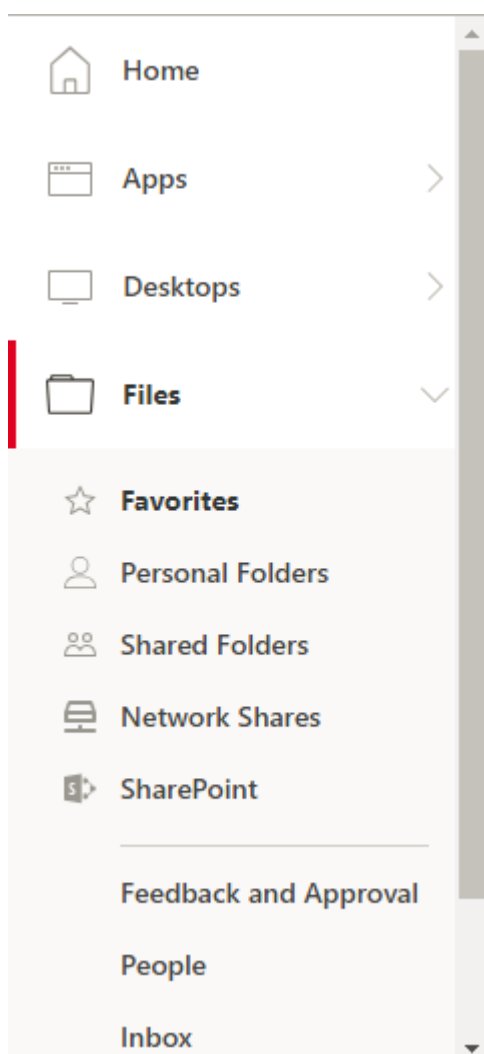 Home
Apps
Desktops
Files
Favorites
Personal Folders
Shared Folders
Network Shares
SharePoint
Feedback and Approval
People
Inbox